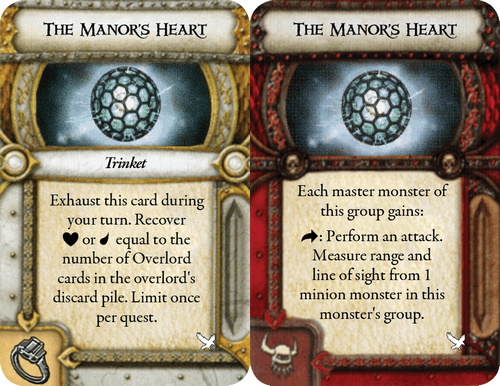 The Manor's Heart
Trinket
Exhaust this card during
your turn. Recover
or equal to the
number of Overlord
cards in the overlord's
discard pile. Limit once
per quest.
The Manor's Heart
Each master monster of
this group gains:
: Perform an attack.
Measure range and
line of sight from 1
minion monster in this
monster's group.